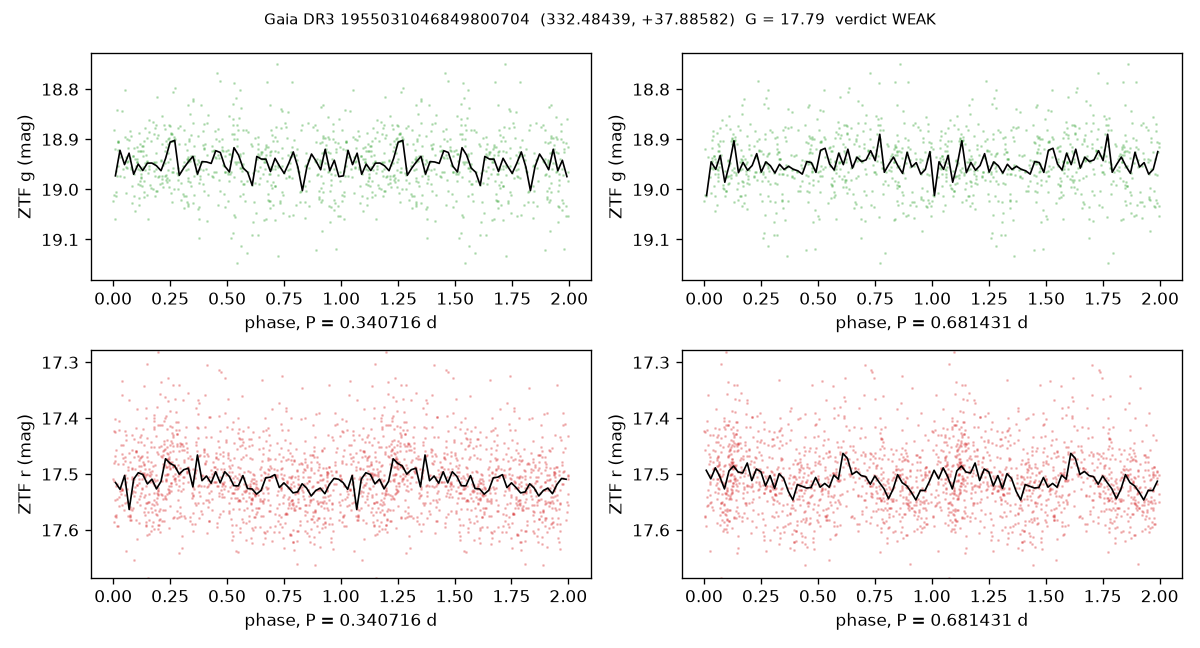 Gaia DR3 1955031046849800704  (332.48439, +37.88582)  G = 17.79  verdict WEAK
ZTF g (mag)
18.8
18.9
19.0
19.1
0.00 0.25 0.50 0.75 1.00 1.25 1.50 1.75 2.00
phase, P = 0.340716 d
ZTF g (mag)
18.8
18.9
19.0
19.1
0.00 0.25 0.50 0.75 1.00 1.25 1.50 1.75 2.00
phase, P = 0.681431 d
ZTF r (mag)
17.3
17.4
17.5
17.6
0.00 0.25 0.50 0.75 1.00 1.25 1.50 1.75 2.00
phase, P = 0.340716 d
ZTF r (mag)
17.3
17.4
17.5
17.6
0.00 0.25 0.50 0.75 1.00 1.25 1.50 1.75 2.00
phase, P = 0.681431 d